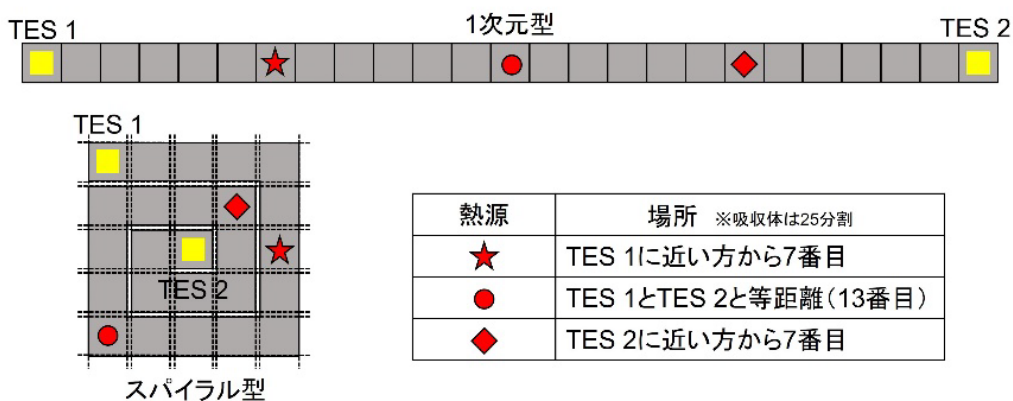 1次元型
TES 1
TES 2
TES 1
TES 2
スパイラル型
熱源 場所 ※吸収体は25分割
TES 1に近い方から7番目
TES 1とTES 2と等距離（13番目）
TES 2に近い方から7番目